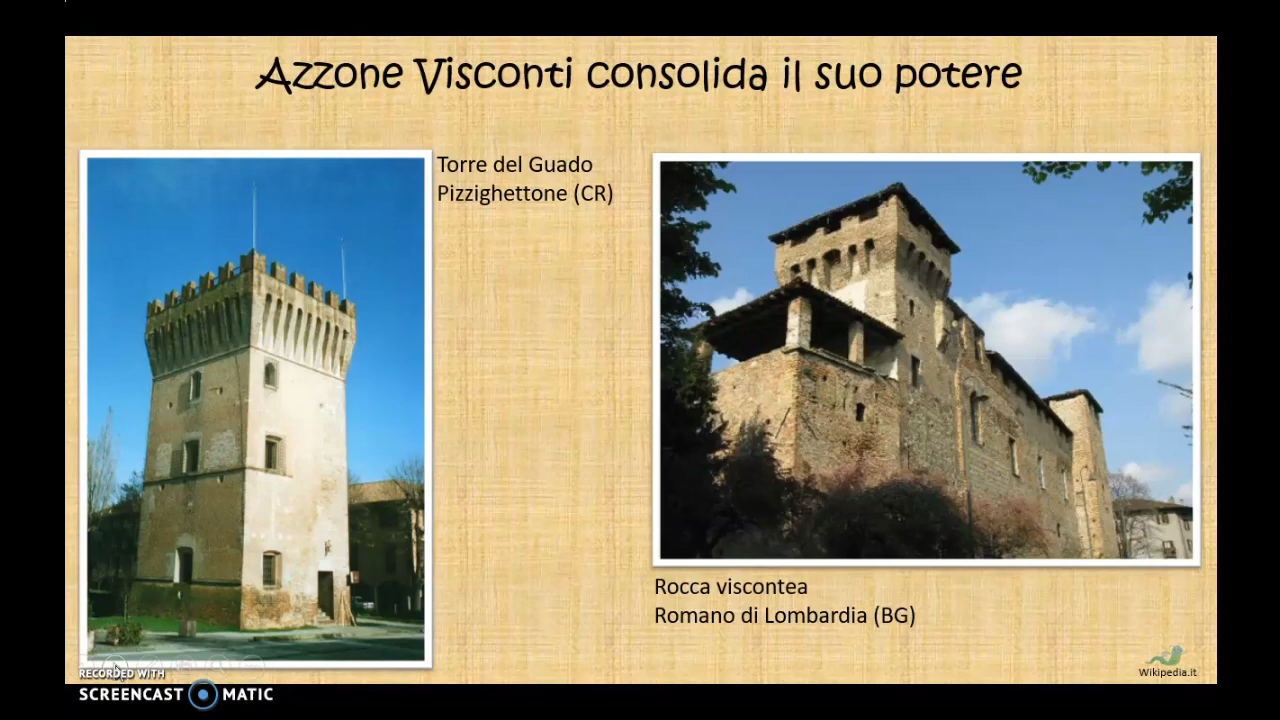 Azzone Visconti consolida il suo potere
Torre del Guado
Pizzighettone (CR)
Rocca viscontea
Romano di Lombardia (BG)
Wikipedia.it
RECORDED WITH
SCREENCAST MATIC